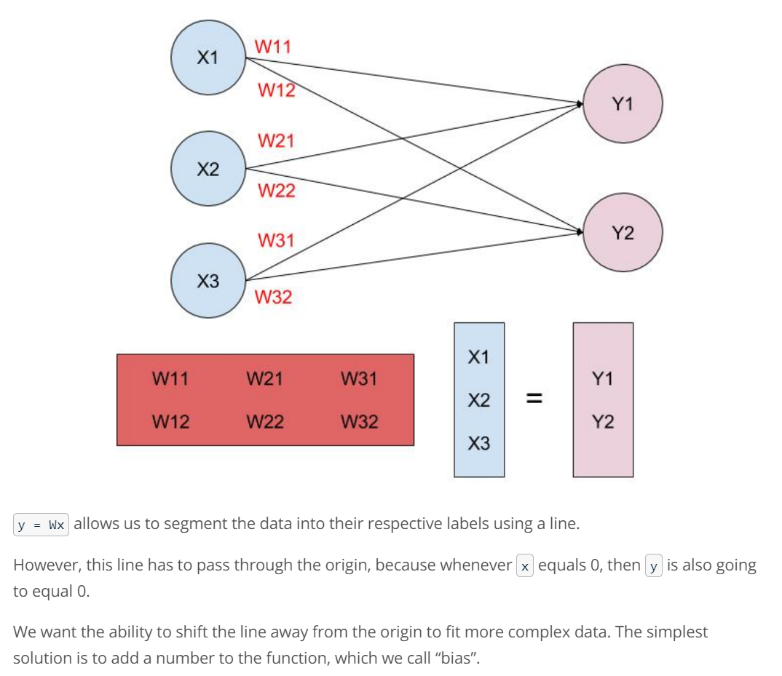 X1
W11
W12
Y1
X2
W21
W22
Y2
X3
W31
W32
W11 W21 W31
W12 W22 W32
X1
X2
X3
=
Y1
Y2
y = Wx allows us to segment the data into their respective labels using a line.
However, this line has to pass through the origin, because whenever x equals 0, then y is also going
to equal 0.
We want the ability to shift the line away from the origin to fit more complex data. The simplest
solution is to add a number to the function, which we call “bias”.